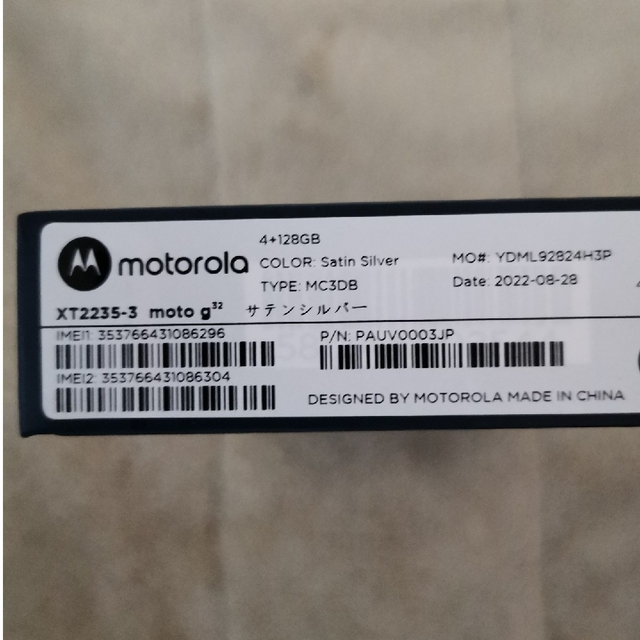 motorola
4+128GB
COLOR: Satin Silver
TYPE: MC3DB
MO#: YDML92824H3P
Date: 2022-08-28
XT2235-3 moto g³² サテンシルバー
IMEI1: 353766431086296
P/N: PAUV0003JP
IMEI2: 353766431086304
DESIGNED BY MOTOROLA MADE IN CHINA